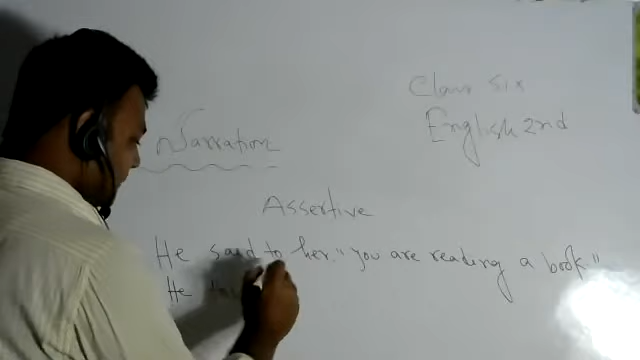 Class Six
English 2nd
Narration
Assertive
He said to her, "you are reading a book"
He